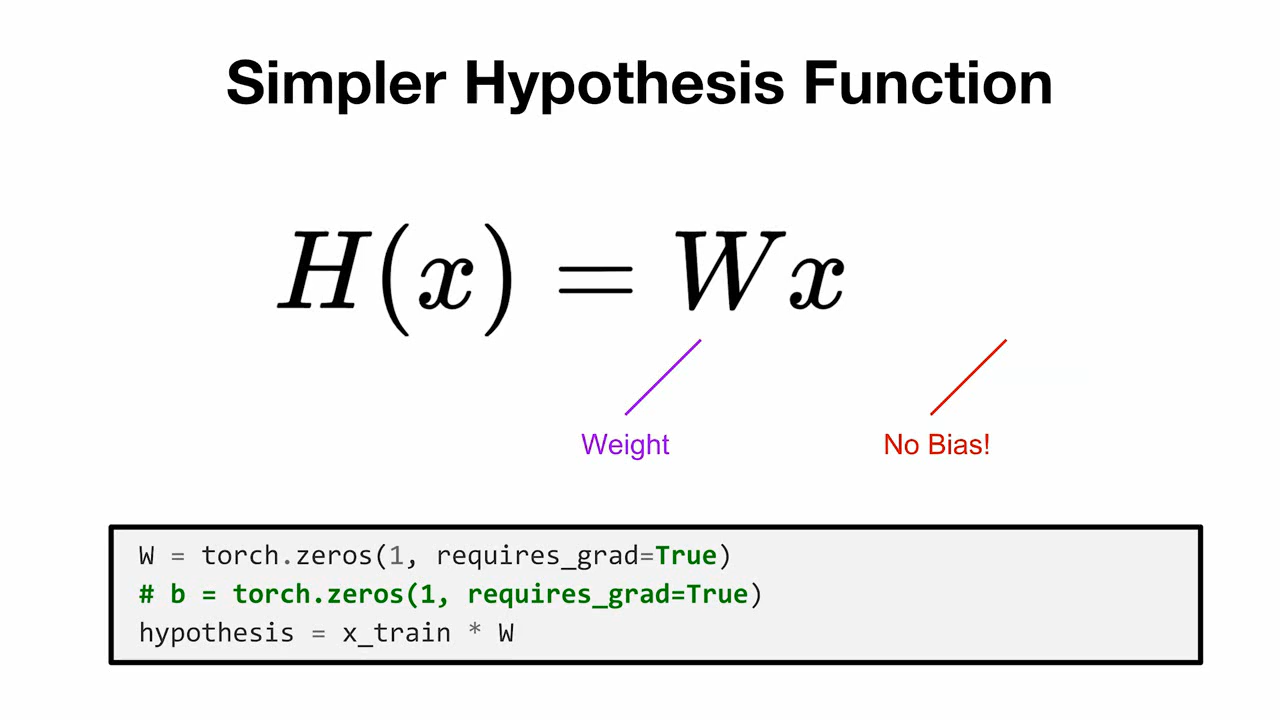 Simpler Hypothesis Function
H(x) = Wx
Weight
No Bias!
W = torch.zeros(1, requires_grad=True)
# b = torch.zeros(1, requires_grad=True)
hypothesis = x_train * W